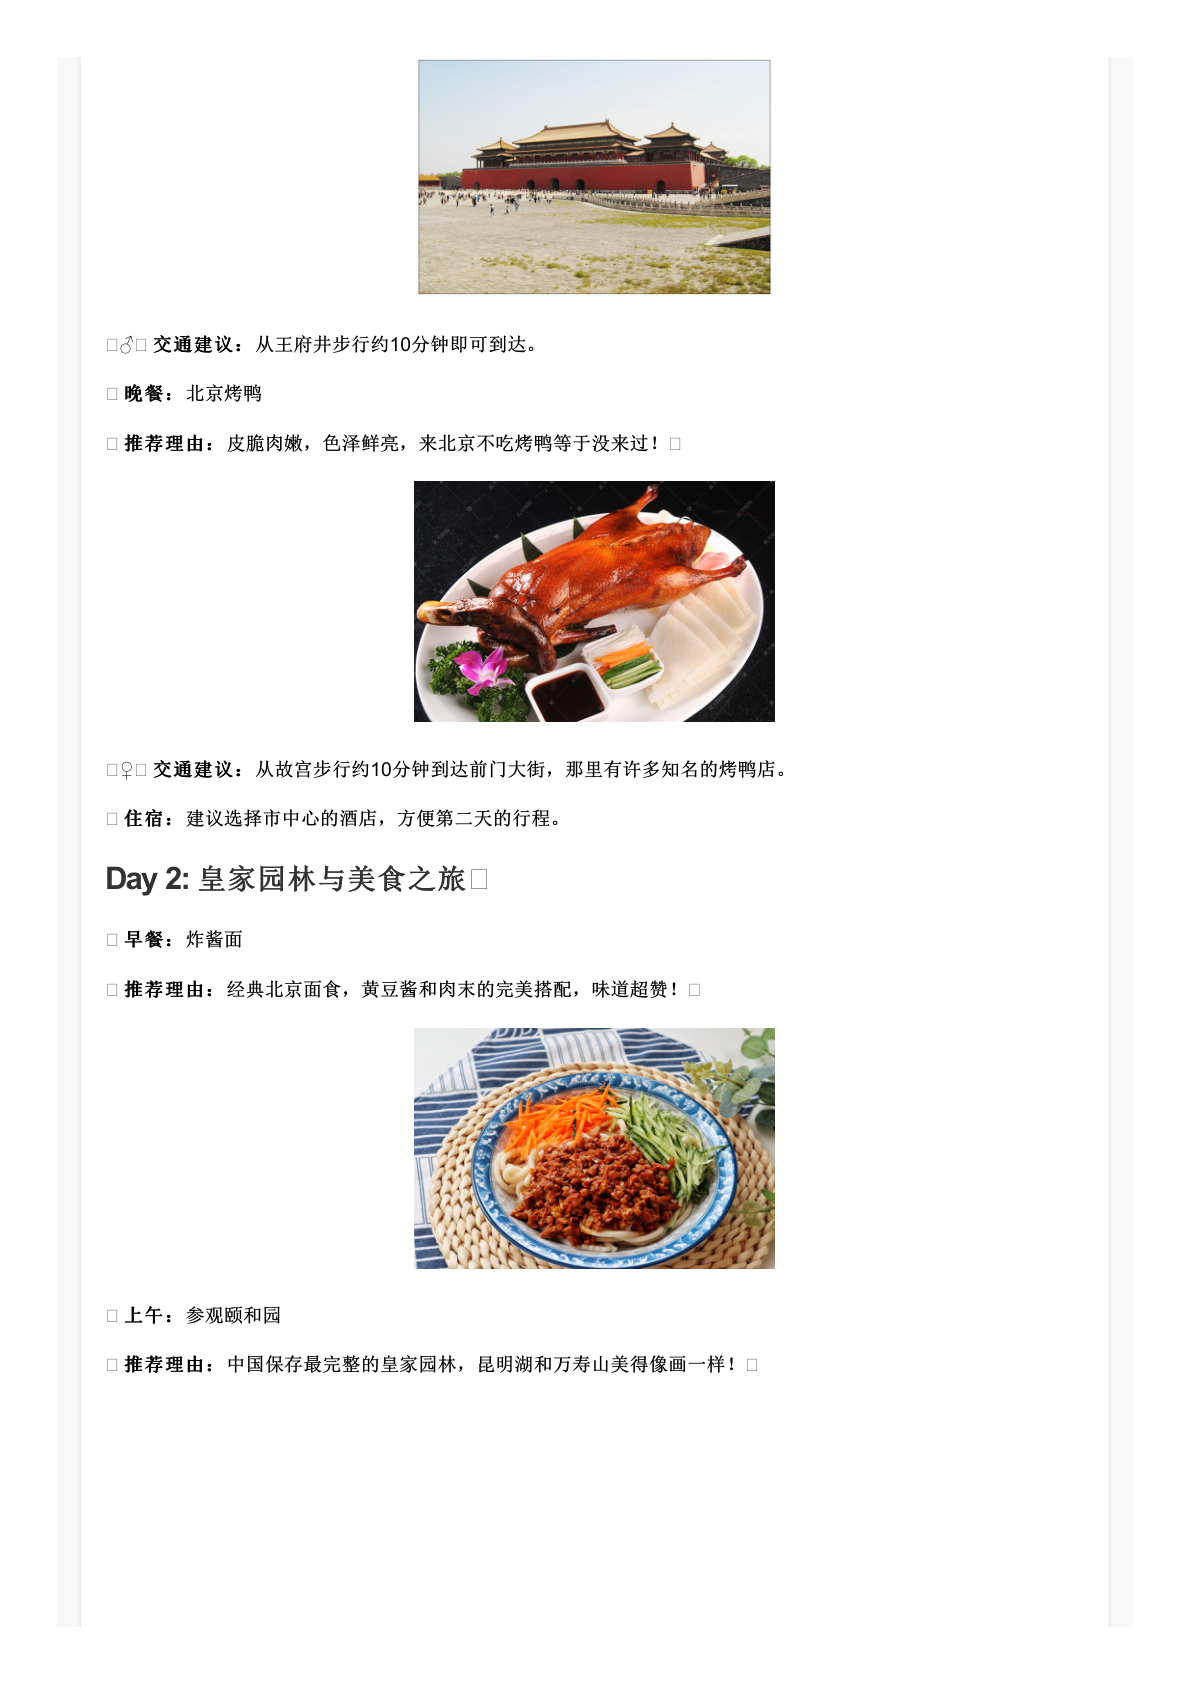 ♂ 交通建议：从王府井步行约10分钟即可到达。
晚餐：北京烤鸭
推荐理由：皮脆肉嫩，色泽鲜亮，来北京不吃烤鸭等于没来过！
♀ 交通建议：从故宫步行约10分钟到达前门大街，那里有许多知名的烤鸭店。
住宿：建议选择市中心的酒店，方便第二天的行程。
Day 2: 皇家园林与美食之旅
早餐：炸酱面
推荐理由：经典北京面食，黄豆酱和肉末的完美搭配，味道超赞！
上午：参观颐和园
推荐理由：中国保存最完整的皇家园林，昆明湖和万寿山美得像画一样！